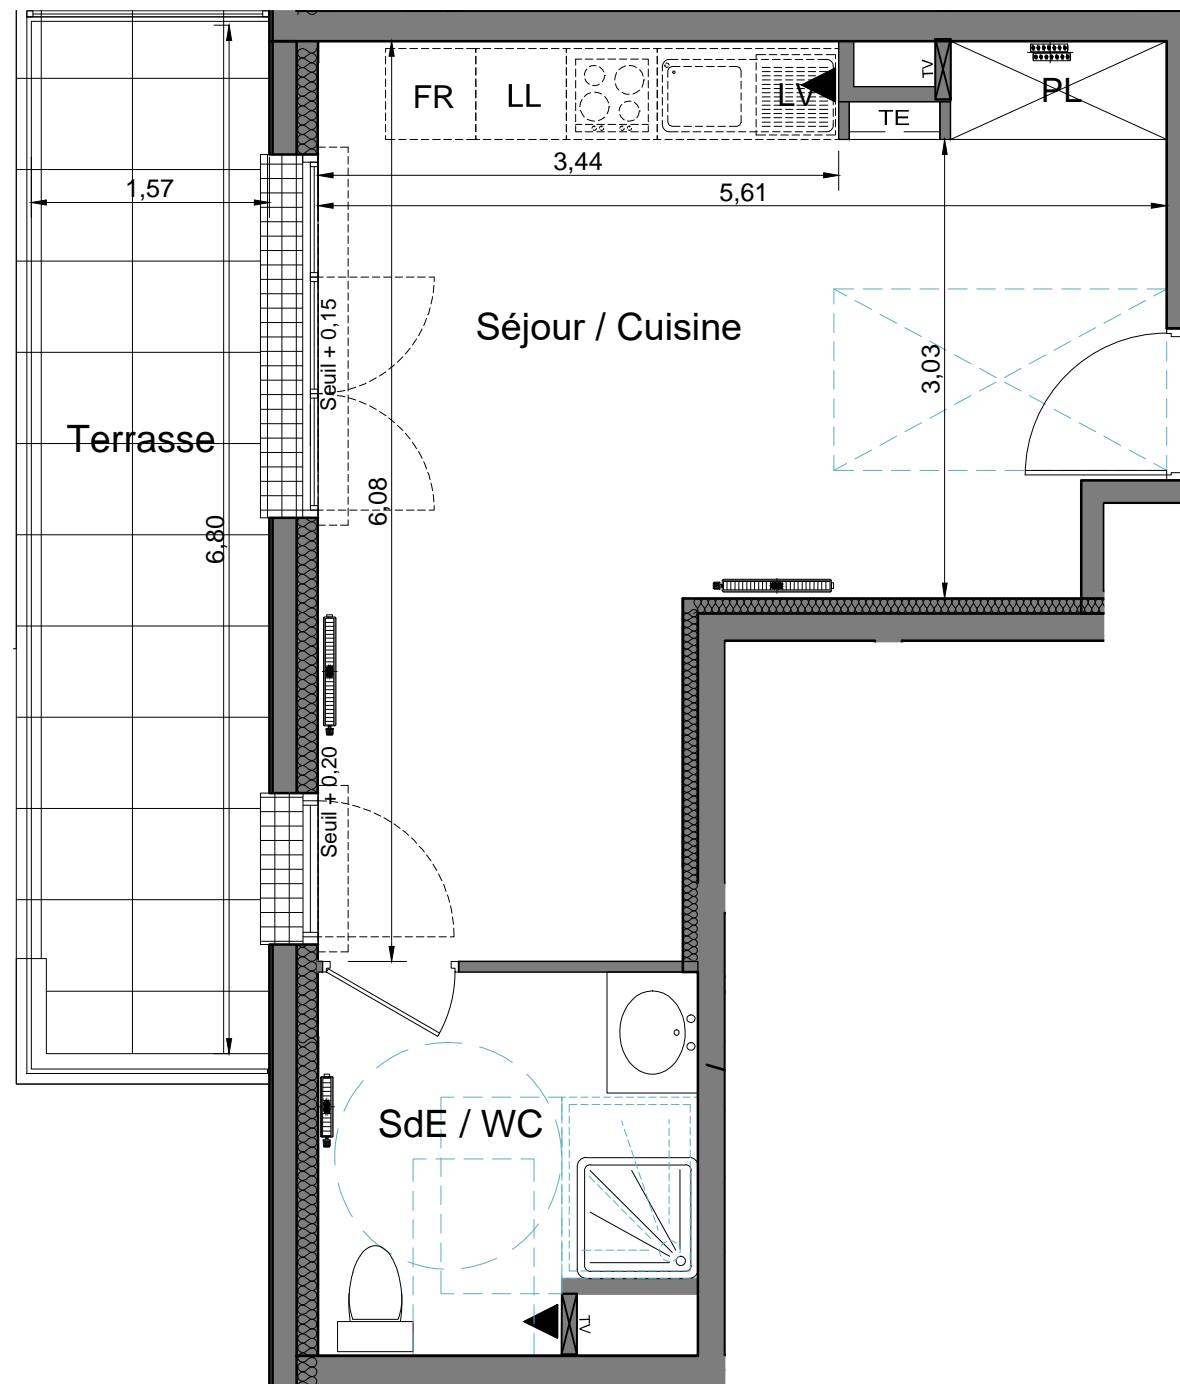 FR
LL
LV
TV
PL
TE
3,44
5,61
1,57
Seuil + 0,15
Séjour / Cuisine
3,03
Terrasse
6,08
6,80
Seuil + 0,20
SdE / WC
TV